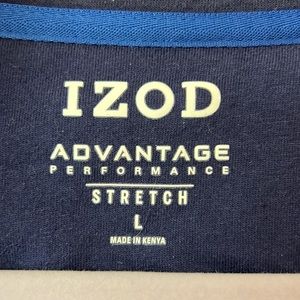 IZOD
ADVANTAGE
PERFORMANCE
STRETCH
L
MADE IN KENYA